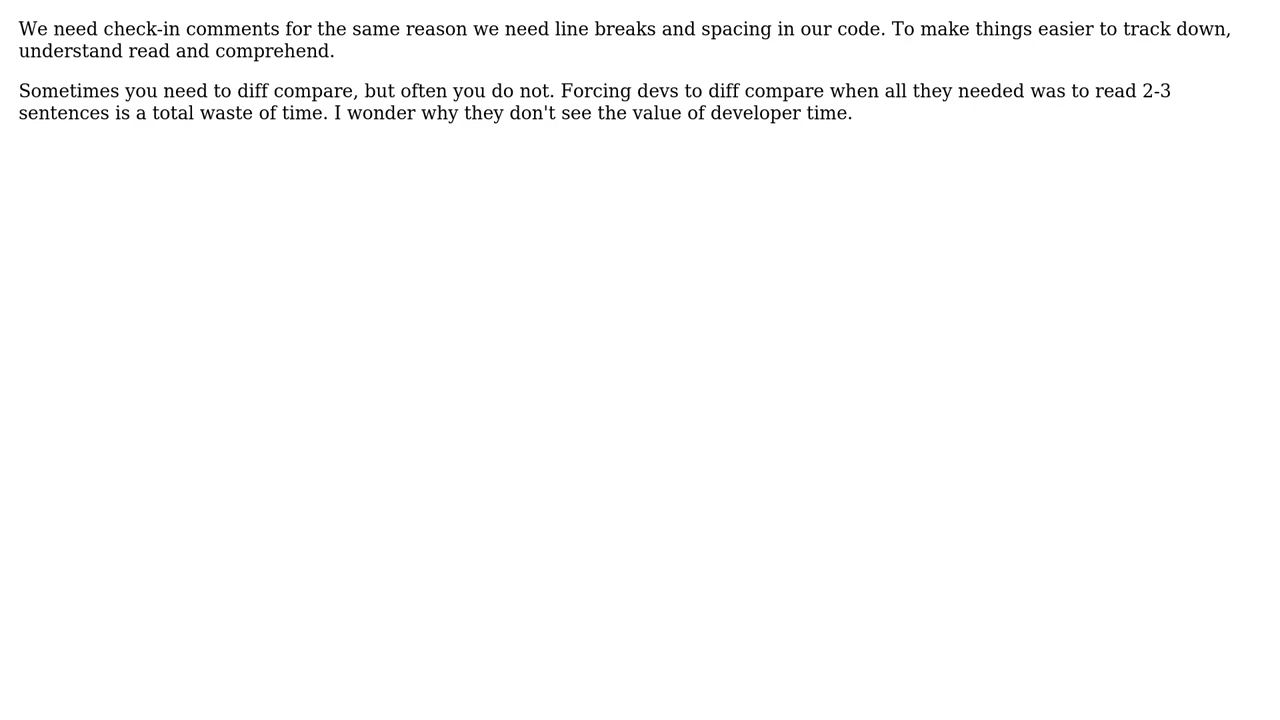 We need check-in comments for the same reason we need line breaks and spacing in our code. To make things easier to track down,
understand read and comprehend.
Sometimes you need to diff compare, but often you do not. Forcing devs to diff compare when all they needed was to read 2-3
sentences is a total waste of time. I wonder why they don't see the value of developer time.